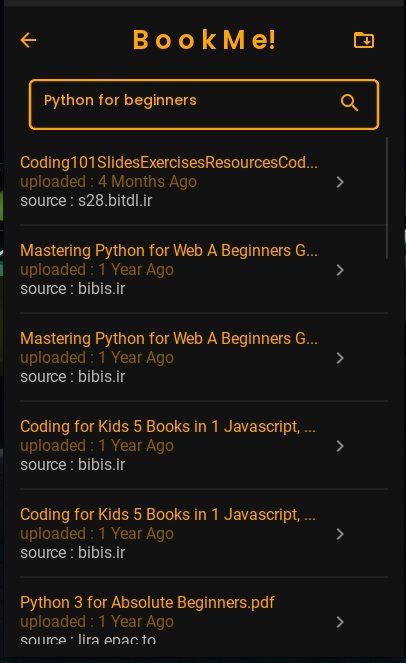 BookMe!
Python for beginners
Coding101SlidesExercisesResourcesCod...
uploaded : 4 Months Ago
source : s28.bitdl.ir
Mastering Python for Web A Beginners G...
uploaded : 1 Year Ago
source : bibis.ir
Mastering Python for Web A Beginners G...
uploaded : 1 Year Ago
source : bibis.ir
Coding for Kids 5 Books in 1 Javascript, ...
uploaded : 1 Year Ago
source : bibis.ir
Coding for Kids 5 Books in 1 Javascript, ...
uploaded : 1 Year Ago
source : bibis.ir
Python 3 for Absolute Beginners.pdf
uploaded : 1 Year Ago
source : lira.epac.to